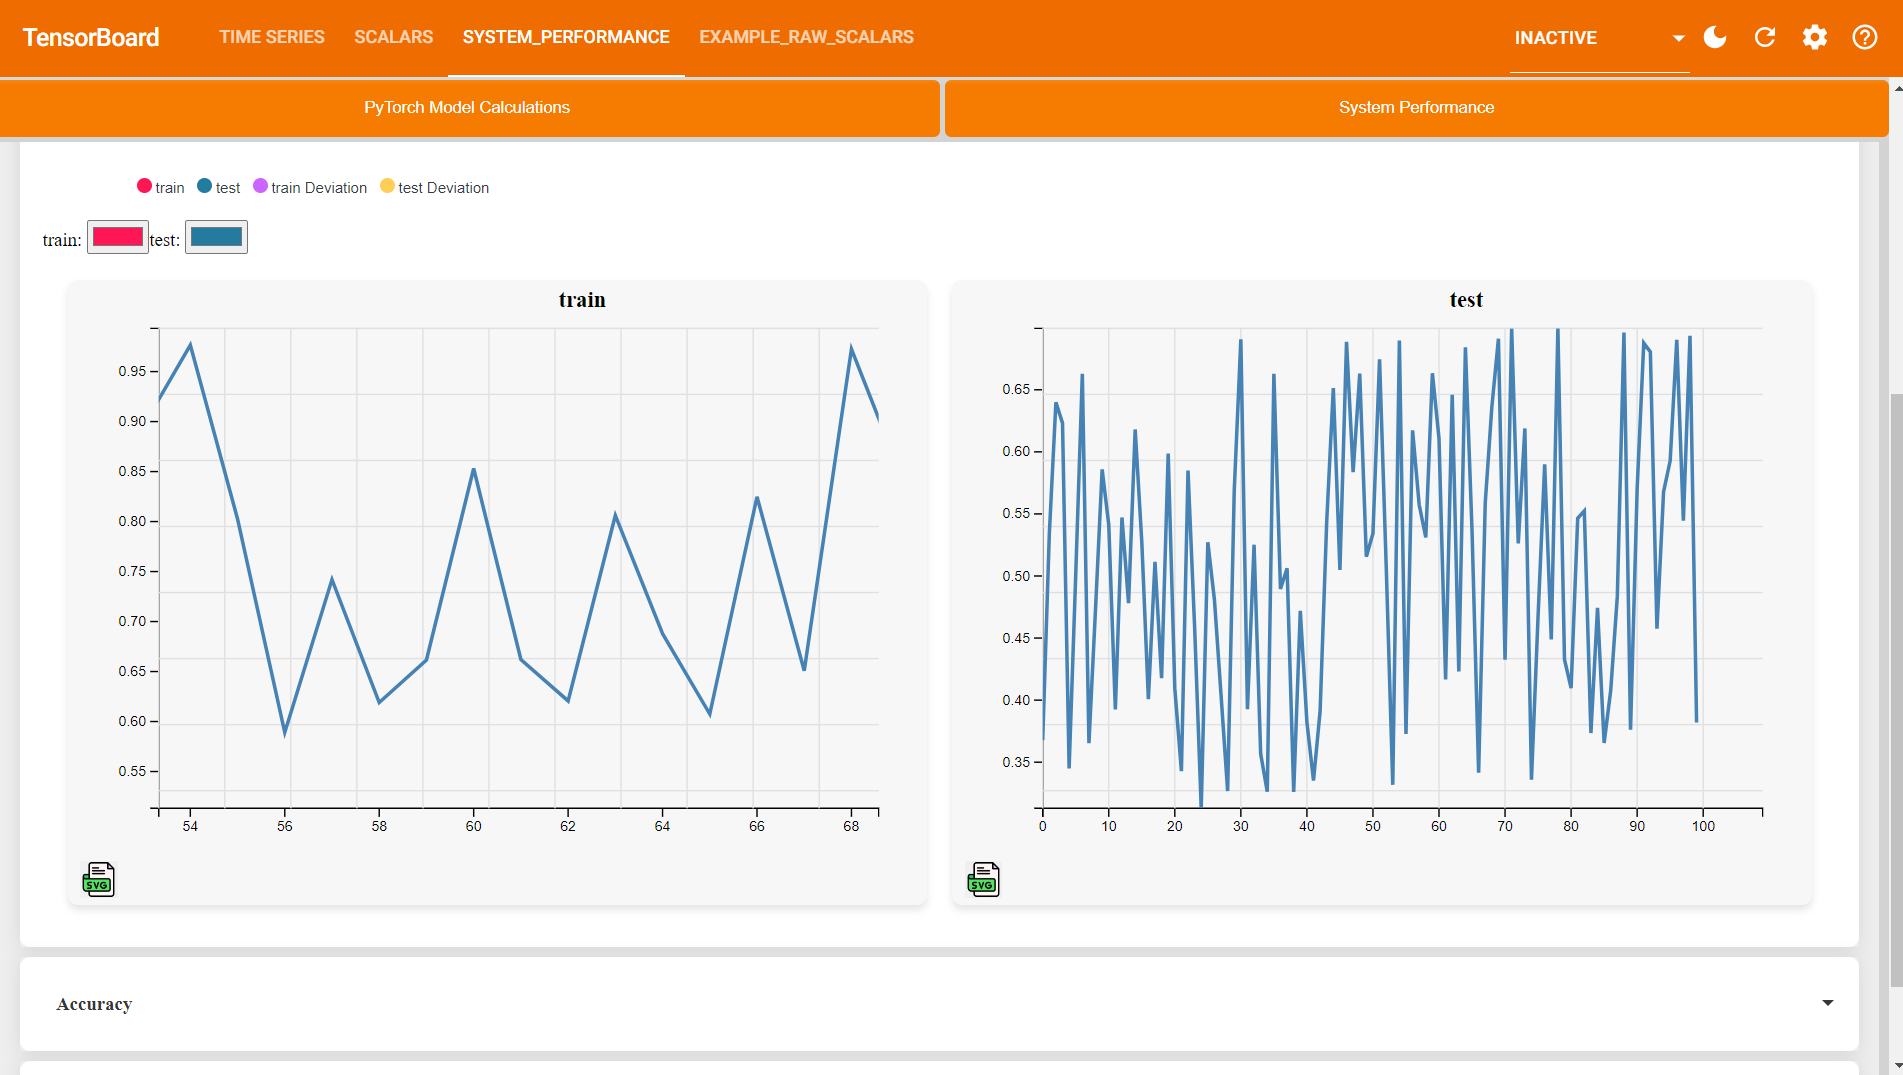 TensorBoard TIME SERIES SCALARS SYSTEM_PERFORMANCE EXAMPLE_RAW_SCALARS INACTIVE
PyTorch Model Calculations System Performance
train test train Deviation test Deviation
train: test:
train
0.95
0.90
0.85
0.80
0.75
0.70
0.65
0.60
0.55
54 56 58 60 62 64 66 68
SVG
test
0.65
0.60
0.55
0.50
0.45
0.40
0.35
0 10 20 30 40 50 60 70 80 90 100
SVG
Accuracy